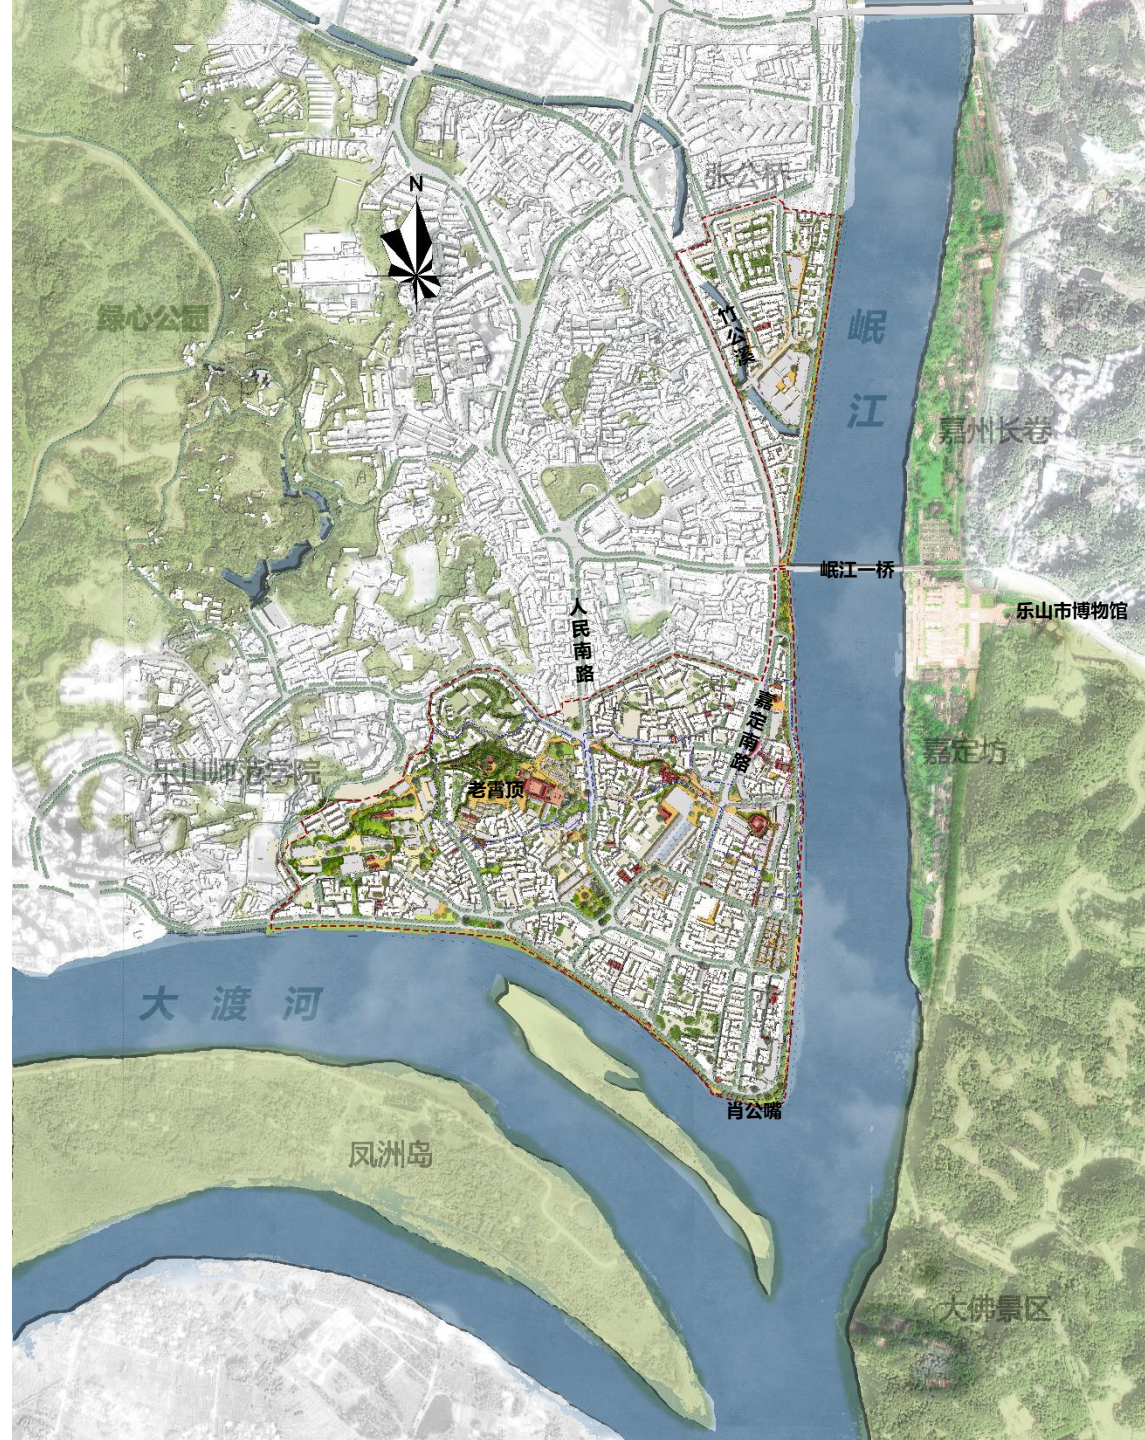 张公桥
N
绿心公园
竹公溪
岷江
嘉州长卷
岷江一桥
人民南路
乐山市博物馆
嘉定南路
嘉定坊
乐山师范学院
老霄顶
大渡河
肖公嘴
凤洲岛
大佛景区